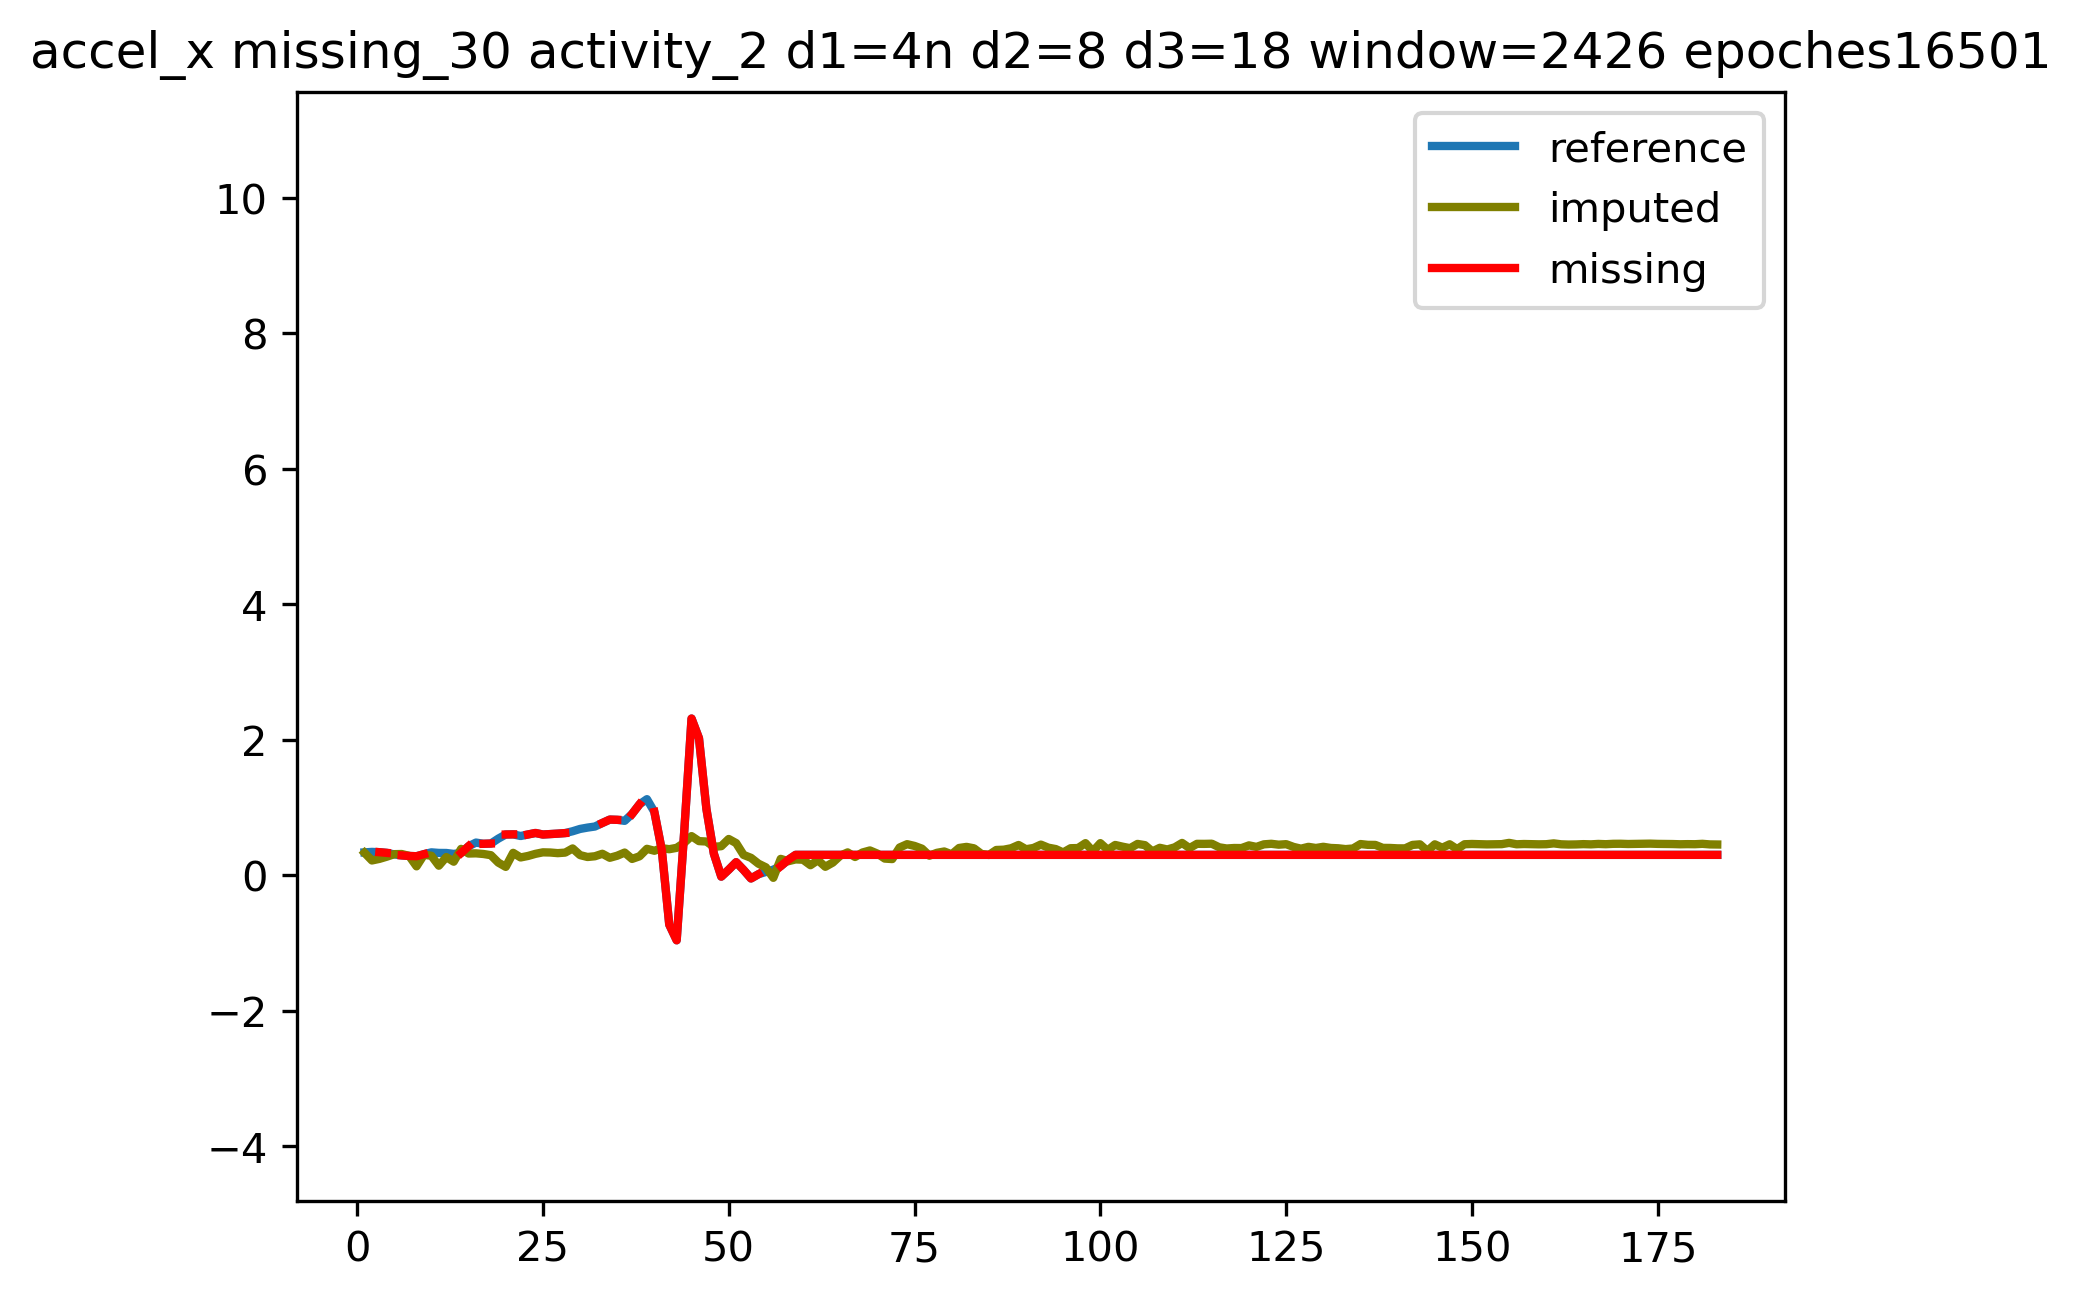 accel_x missing_30 activity_2 d1=4n d2=8 d3=18 window=2426 epoches16501
reference
imputed
missing
10
8
6
4
2
0
−2
−4
0 25 50 75 100 125 150 175